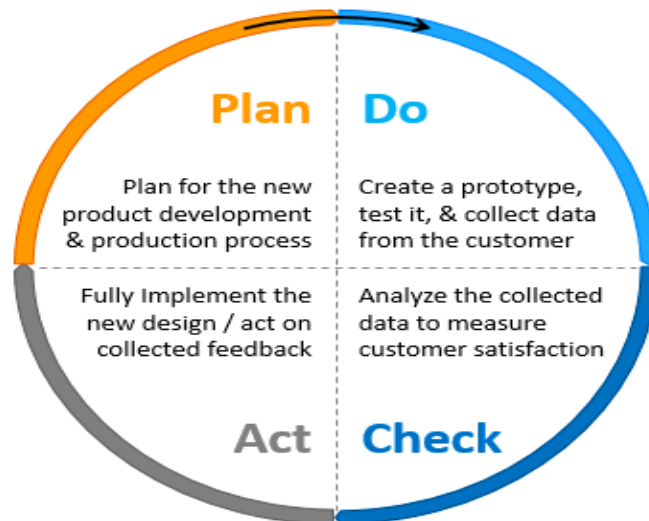 Plan
Plan for the new
product development
& production process
Do
Create a prototype,
test it, & collect data
from the customer
Check
Analyze the collected
data to measure
customer satisfaction
Act
Fully Implement the
new design / act on
collected feedback